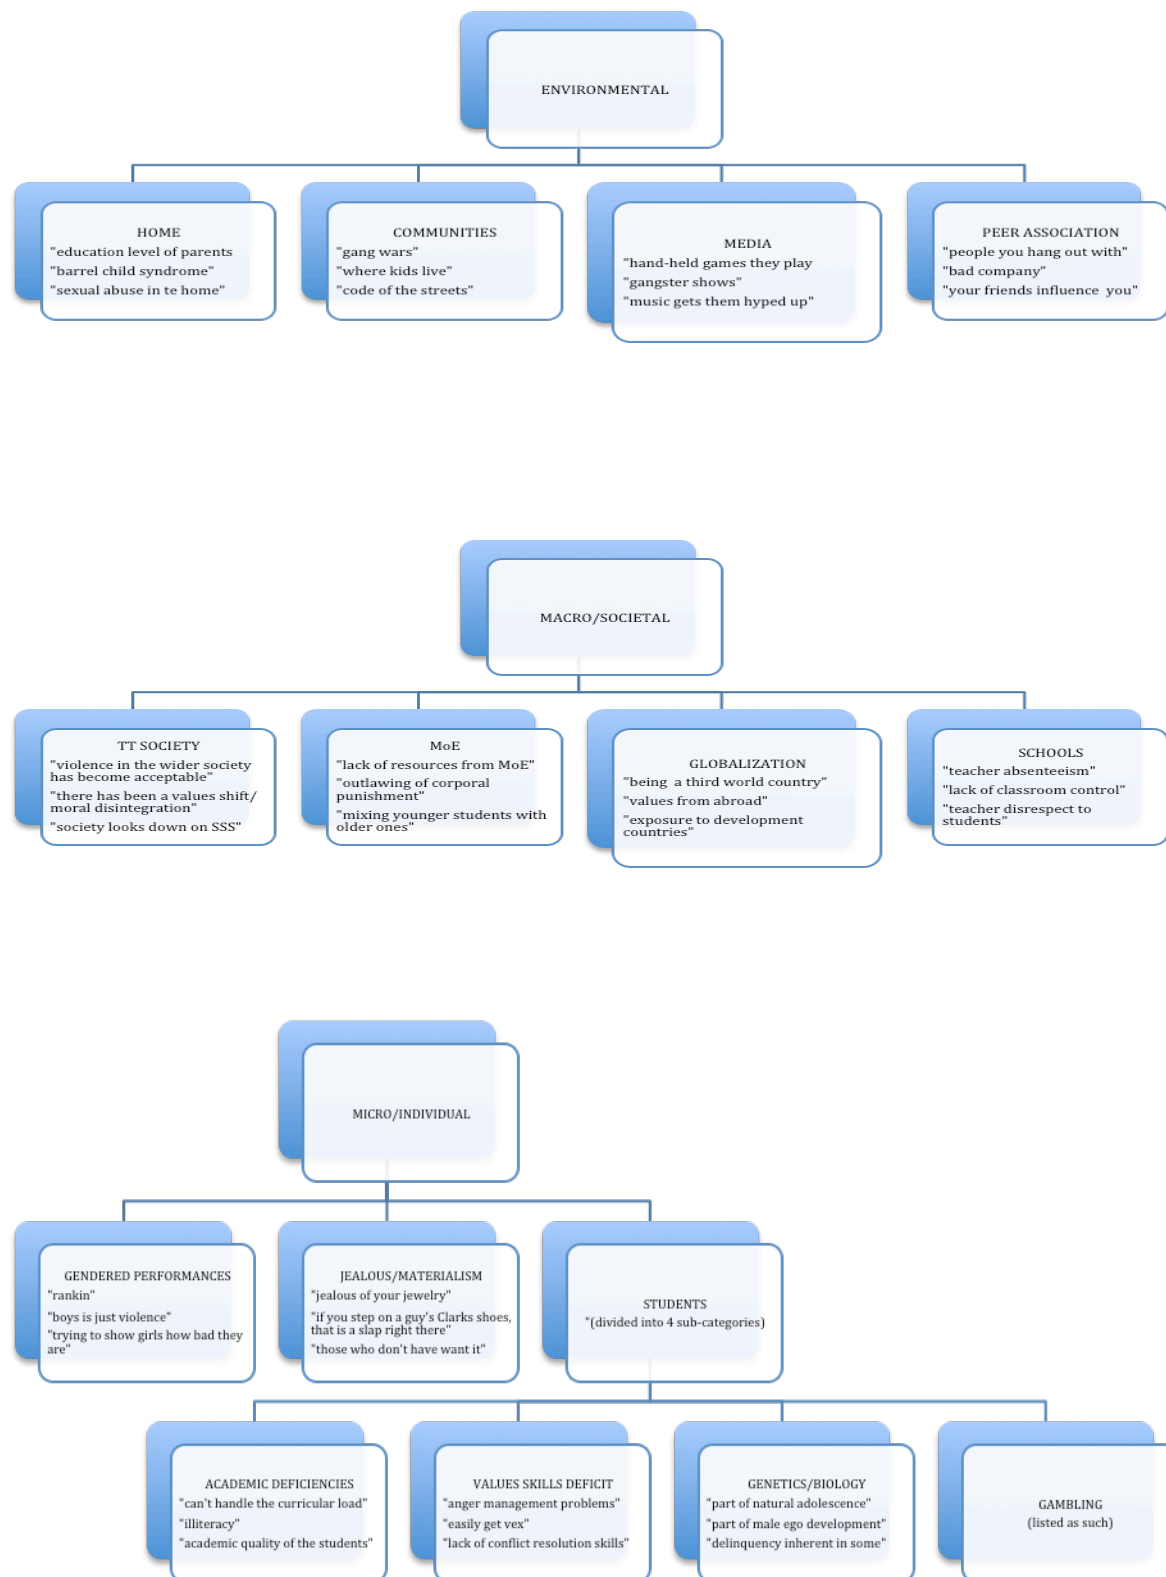 ENVIRONMENTAL
HOME
"education level of parents
"barrel child syndrome"
"sexual abuse in te home"
COMMUNITIES
"gang wars"
"where kids live"
"code of the streets"
MEDIA
"hand-held games they play
"gangster shows"
"music gets them hyped up"
PEER ASSOCIATION
"people you hang out with"
"bad company"
"your friends influence  you"
MACRO/SOCIETAL
TT SOCIETY
"violence in the wider society
has become acceptable"
"there has been a values shift/
moral disintegration"
"society looks down on SSS"
MoE
"lack of resources from MoE"
"outlawing of corporal
punishment"
"mixing younger students with
older ones"
GLOBALIZATION
"being  a third world country"
"values from abroad"
"exposure to development
countries"
SCHOOLS
"teacher absenteeism"
"lack of classroom control"
"teacher disrespect to
students"
MICRO/INDIVIDUAL
GENDERED PERFORMANCES
"rankin"
"boys is just violence"
"trying to show girls how bad they
are"
JEALOUS/MATERIALISM
"jealous of your jewelry"
"if you step on a guy's Clarks shoes,
that is a slap right there"
"those who don't have want it"
STUDENTS
"(divided into 4 sub-categories)
ACADEMIC DEFICIENCIES
"can't handle the curricular load"
"illiteracy"
"academic quality of the students"
VALUES SKILLS DEFICIT
"anger management problems"
"easily get vex"
"lack of conflict resolution skills"
GENETICS/BIOLOGY
"part of natural adolescence"
"part of male ego development"
"delinquency inherent in some"
GAMBLING
(listed as such)